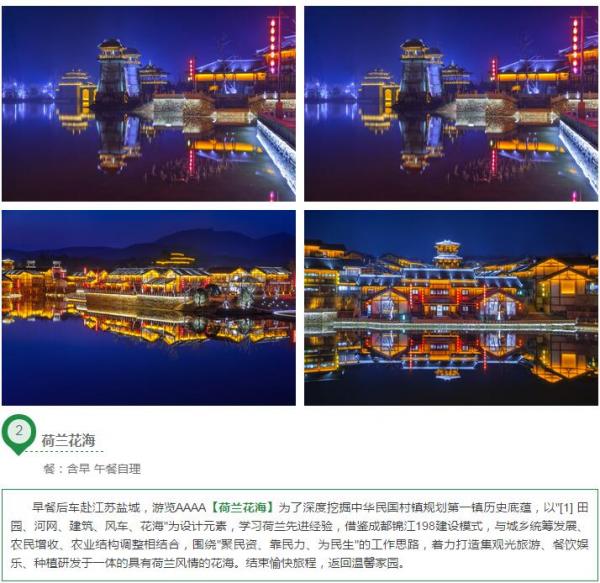 2
荷兰花海
餐：含早 午餐自理
早餐后车赴江苏盐城，游览AAAA【荷兰花海】为了深度挖掘中华民国村镇规划第一镇历史底蕴，以“[1] 田
园、河网、建筑、风车、花海”为设计元素，学习荷兰先进经验，借鉴成都锦江198建设模式，与城乡统筹发展、
农民增收、农业结构调整相结合，围绕“聚民资、靠民力、为民生”的工作思路，着力打造集观光旅游、餐饮娱
乐、种植研发于一体的具有荷兰风情的花海。结束愉快旅程，返回温馨家园。